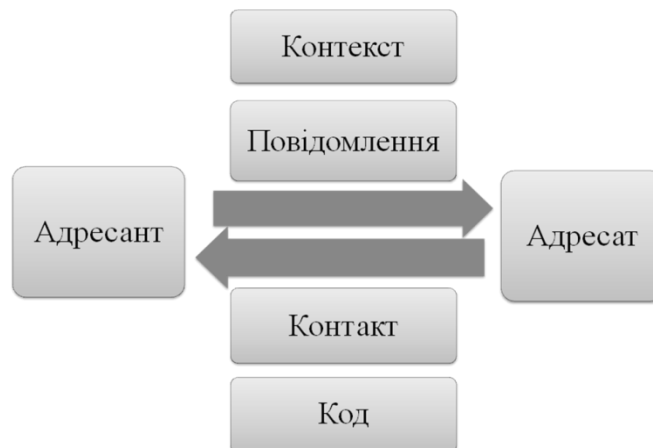 Контекст
Повідомлення
Адресант
Адресат
Контакт
Код